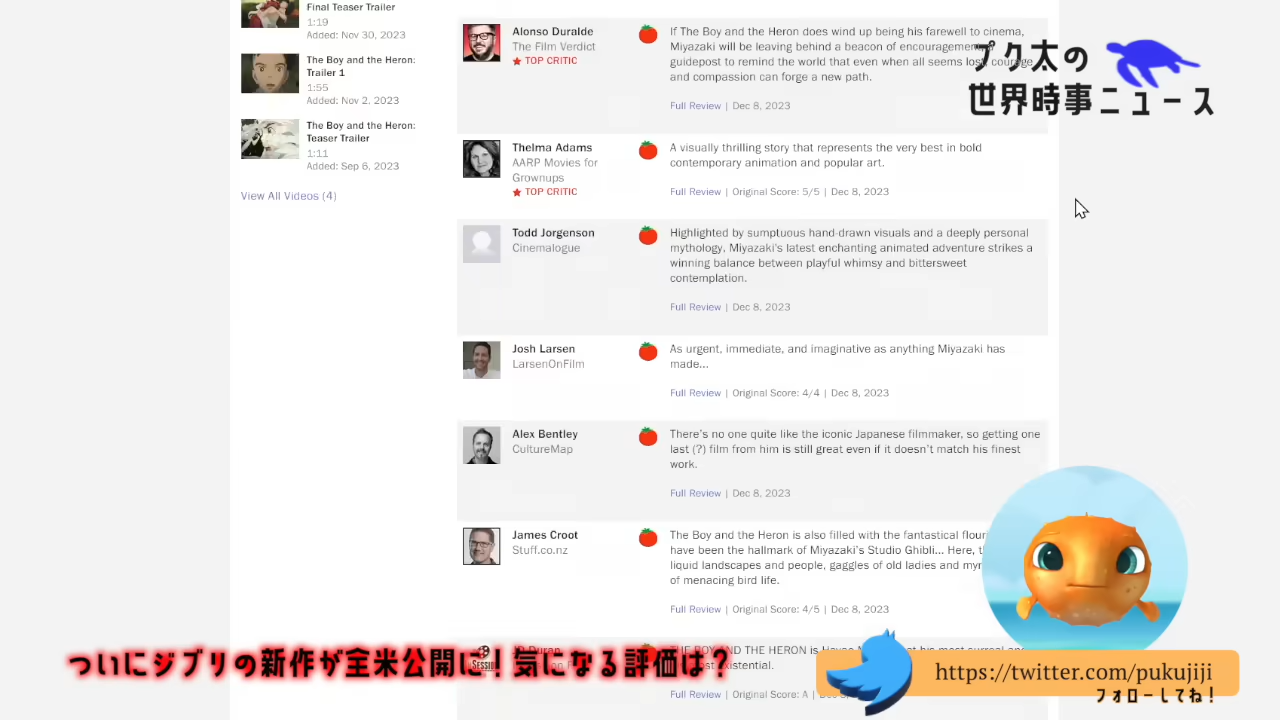 Final Teaser Trailer
1:19
Added: Nov 30, 2023
The Boy and the Heron:
Trailer 1
1:55
Added: Nov 2, 2023
The Boy and the Heron:
Teaser Trailer
1:11
Added: Sep 6, 2023
View All Videos (4)
Alonso Duralde
The Film Verdict
TOP CRITIC
If The Boy and the Heron does wind up being his farewell to cinema,
Miyazaki will be leaving behind a beacon of encouragement,
guidepost to remind the world that even when all seems lost, courage
and compassion can forge a new path.
Full Review | Dec 8, 2023
プク太の
世界時事ニュース
Thelma Adams
AARP Movies for
Grownups
TOP CRITIC
A visually thrilling story that represents the very best in bold
contemporary animation and popular art.
Full Review | Original Score: 5/5 | Dec 8, 2023
Todd Jorgenson
Cinemalogue
Highlighted by sumptuous hand-drawn visuals and a deeply personal
mythology, Miyazaki's latest enchanting animated adventure strikes a
winning balance between playful whimsy and bittersweet
contemplation.
Full Review | Dec 8, 2023
Josh Larsen
LarsenOnFilm
As urgent, immediate, and imaginative as anything Miyazaki has
made...
Full Review | Original Score: 4/4 | Dec 8, 2023
Alex Bentley
CultureMap
There's no one quite like the iconic Japanese filmmaker, so getting one
last (?) film from him is still great even if it doesn't match his finest
work.
Full Review | Dec 8, 2023
James Croot
Stuff.co.nz
The Boy and the Heron is also filled with the fantastical
have been the hallmark of Miyazaki's Studio Ghibli... Here,
liquid landscapes and people, gaggles of old ladies and
of menacing bird life.
Full Review | Original Score: 4/5 | Dec 8, 2023
Duran
THE BOY AND THE HERON is
existential.
Full Review | Original Score: A | Dec 8, 2023
ついにジブリの新作が全米公開に！気になる評価は？
https://twitter.com/pukujiji
フォローしてね！